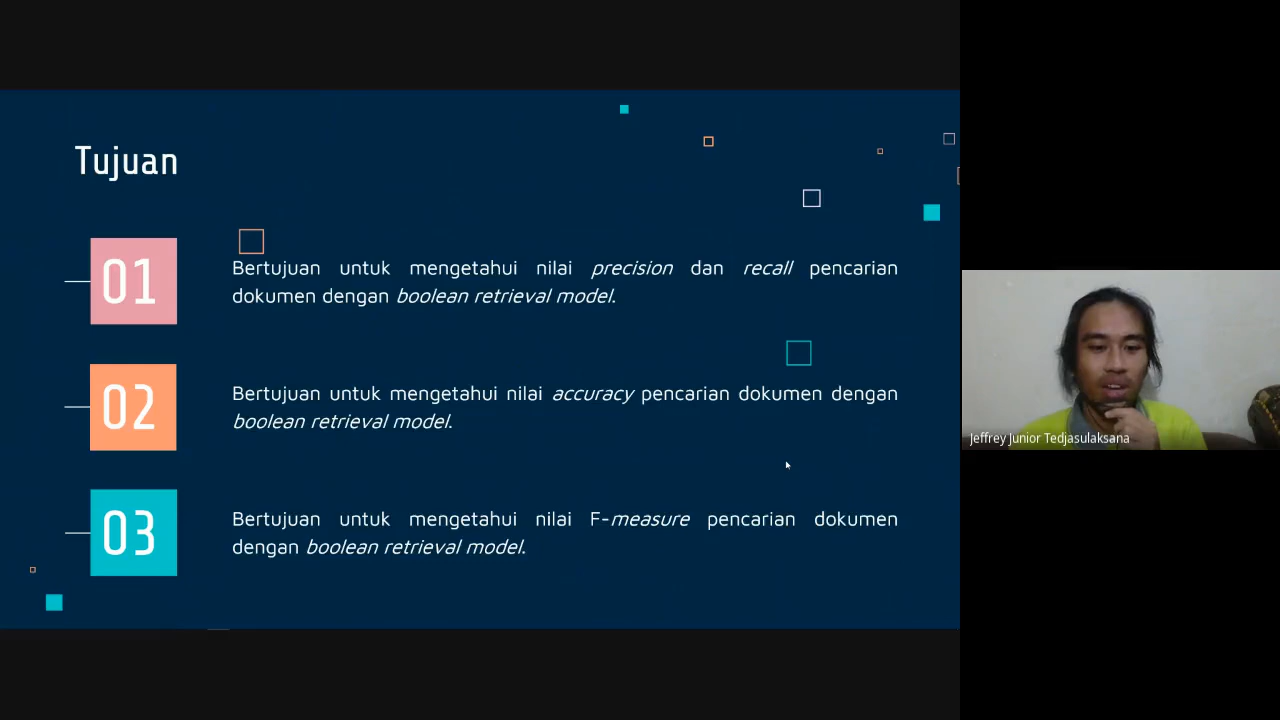 Tujuan
01
Bertujuan untuk mengetahui nilai precision dan recall pencarian
dokumen dengan boolean retrieval model.
02
Bertujuan untuk mengetahui nilai accuracy pencarian dokumen dengan
boolean retrieval model.
03
Bertujuan untuk mengetahui nilai F-measure pencarian dokumen
dengan boolean retrieval model.
Jeffrey Junior Tedjasulaksana